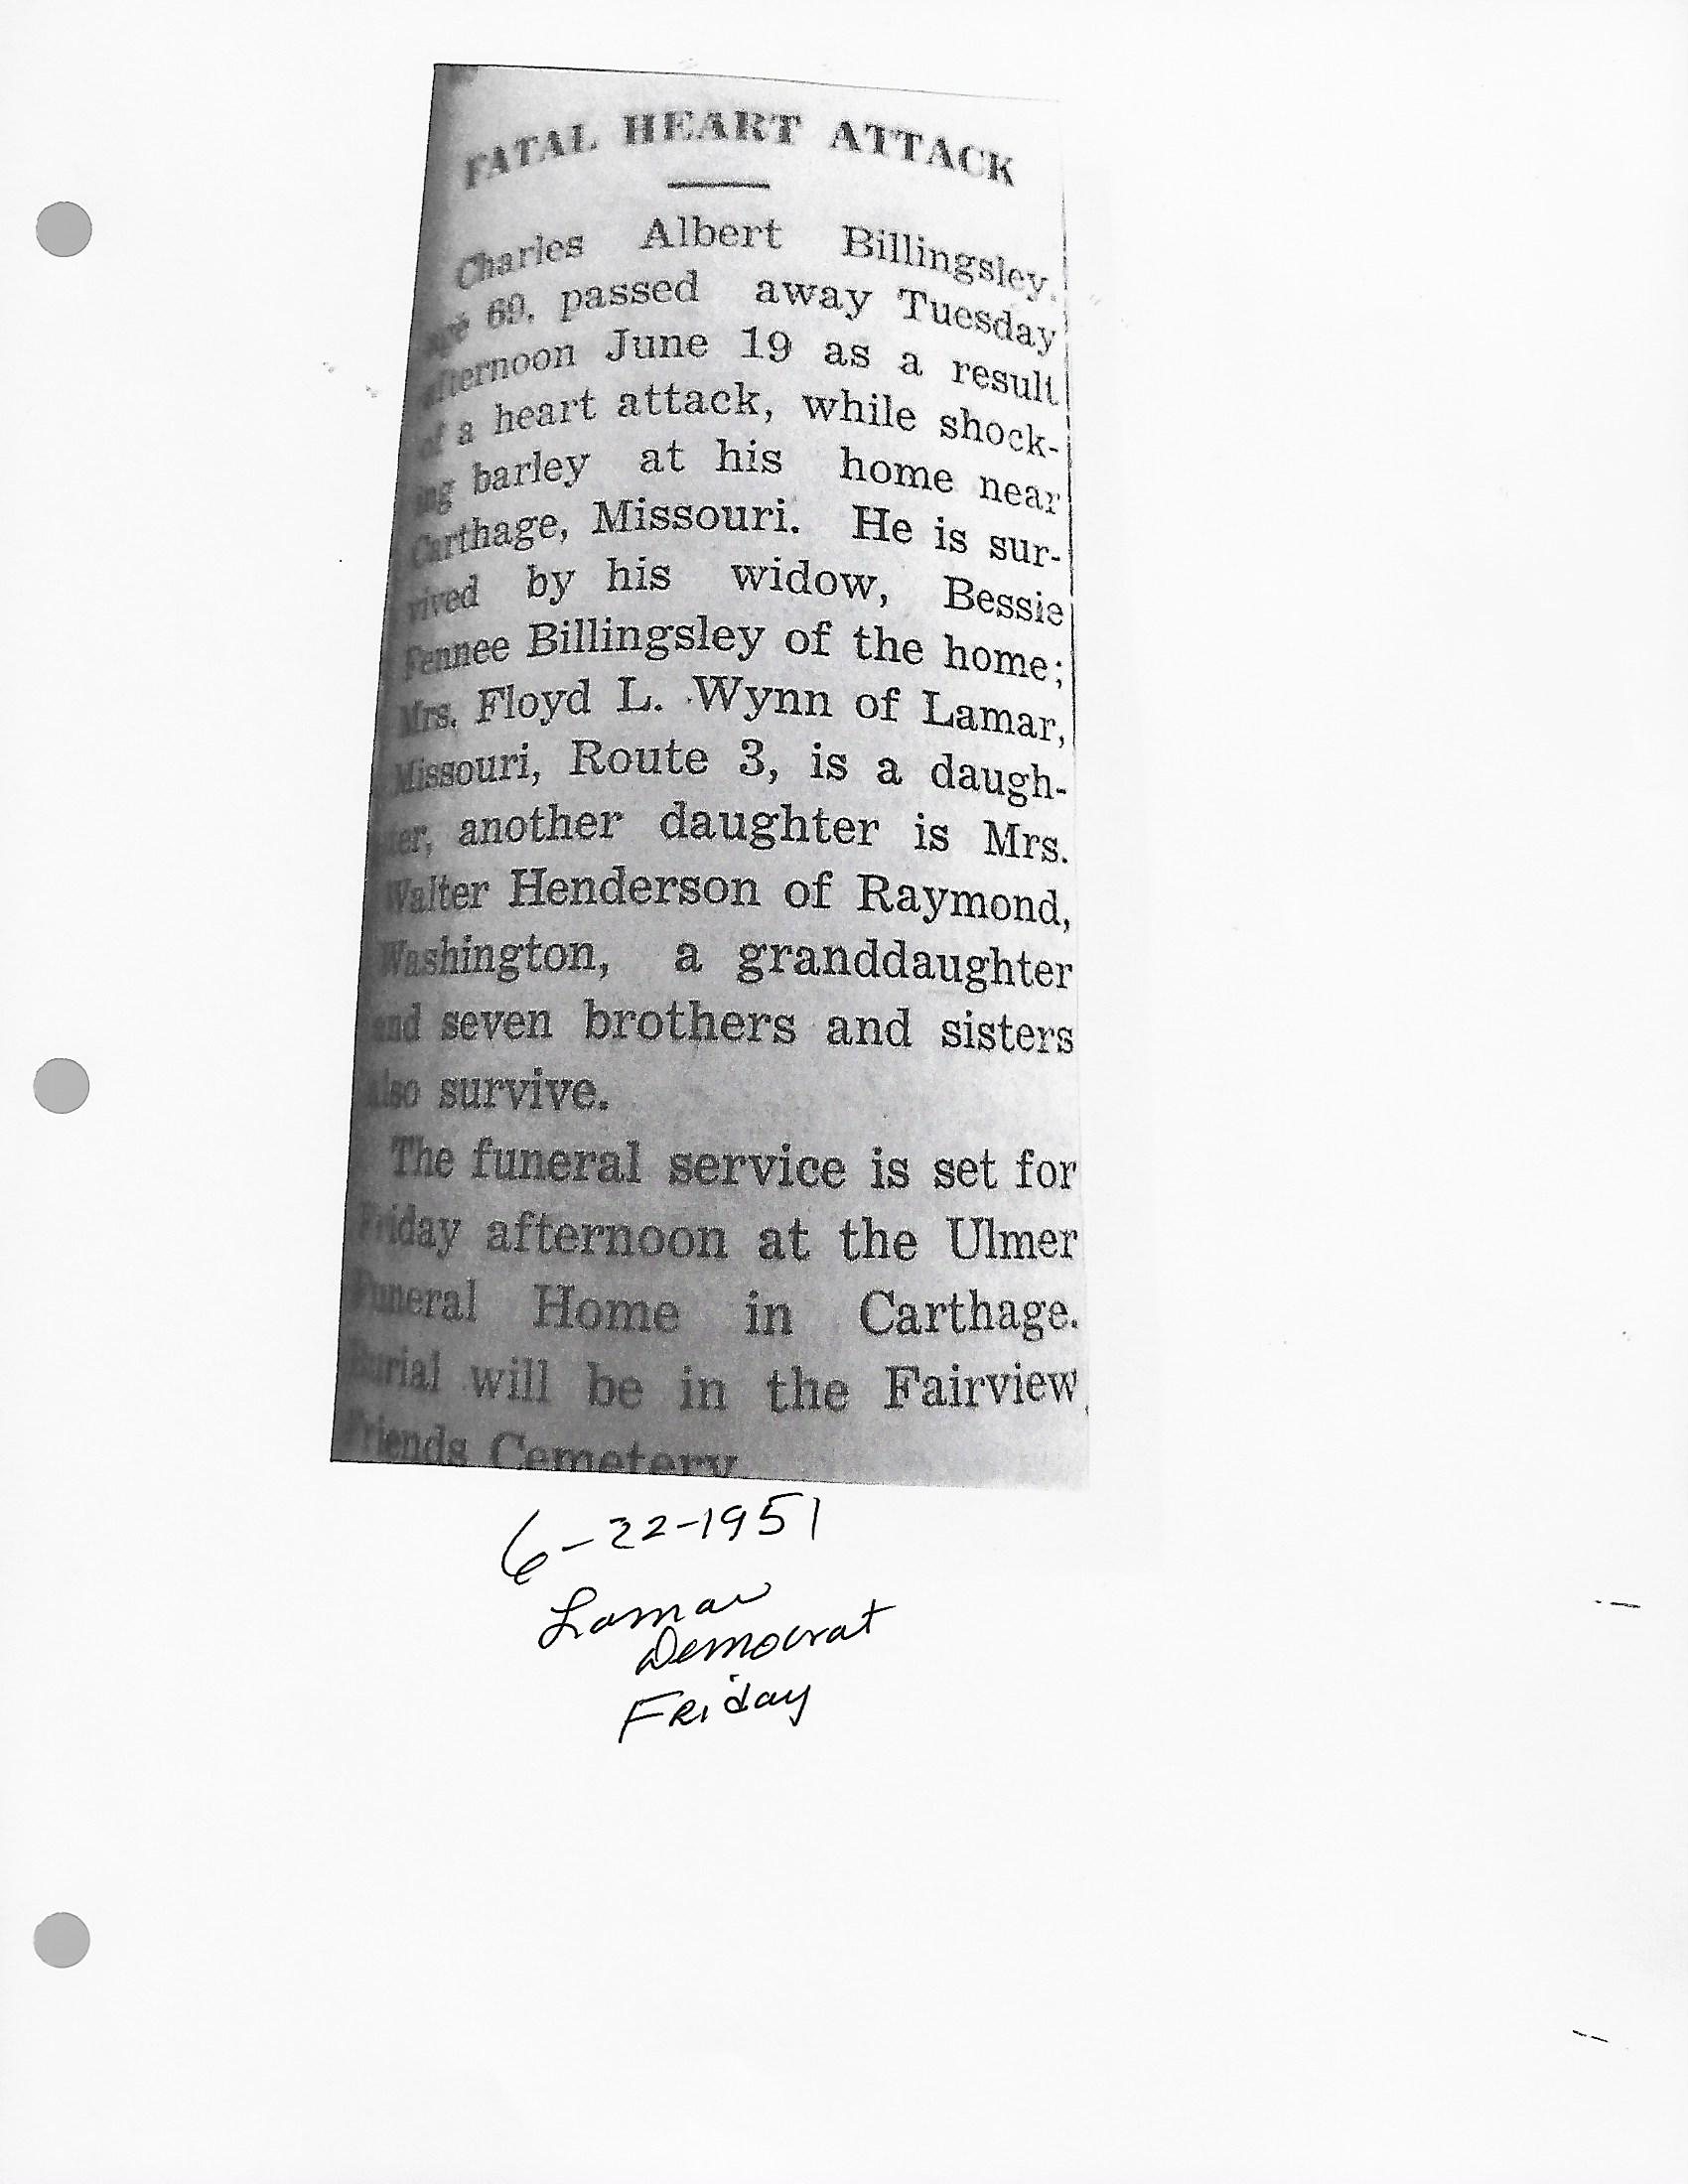 FATAL HEART ATTACK
Charles Albert Billingsley,
age 69, passed away Tuesday
afternoon June 19 as a result
of a heart attack, while shock-
ing barley at his home near
Carthage, Missouri. He is sur-
vived by his widow, Bessie
Fennee Billingsley of the home;
Mrs. Floyd L. Wynn of Lamar,
Missouri, Route 3, is a daugh-
ter, another daughter is Mrs.
Walter Henderson of Raymond,
Washington, a granddaughter
and seven brothers and sisters
also survive.
The funeral service is set for
Friday afternoon at the Ulmer
Funeral Home in Carthage.
Burial will be in the Fairview
Friends Cemetery
6-22-1951
Lamar
Democrat
Friday